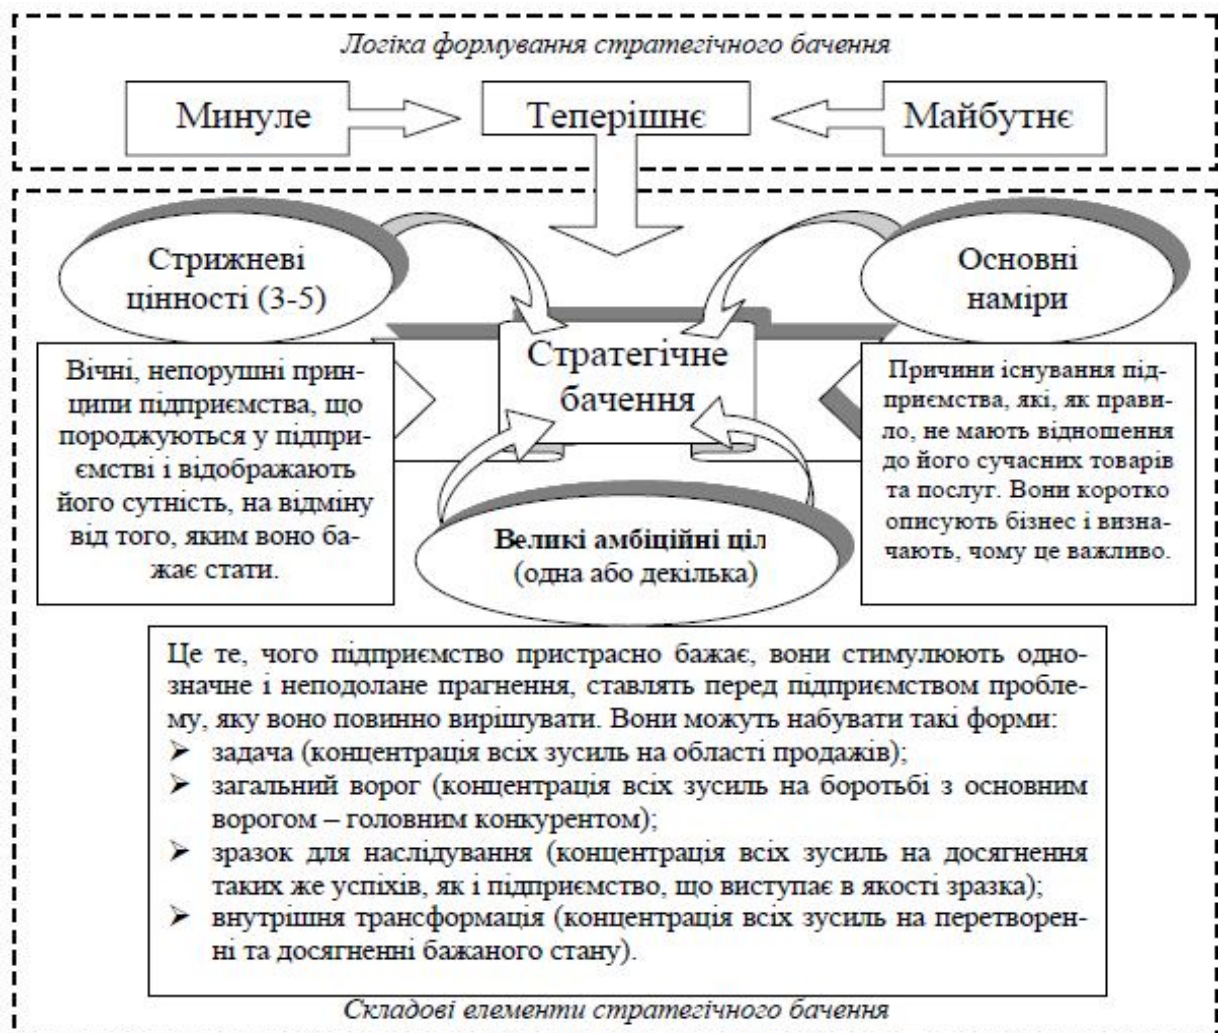 Логіка формування стратегічного бачення
Минуле
Теперішнє
Майбутнє
Стрижневі
цінності (3-5)
Основні
наміри
Стратегічне
бачення
Вічні, непорушні прин-
ципи підприємства, що
породжуються у підпри-
ємстві і відображають
його сутність, на відміну
від того, яким воно ба-
жає стати.
Причини існування під-
приємства, які, як прави-
ло, не мають відношення
до його сучасних товарів
та послуг. Вони коротко
описують бізнес і визна-
чають, чому це важливо.
Великі амбіційні ціл
(одна або декілька)
Це те, чого підприємство пристрасно бажає, вони стимулюють одно-
значне і неподолане прагнення, ставлять перед підприємством пробле-
му, яку воно повинно вирішувати. Вони можуть набувати такі форми:
➢ задача (концентрація всіх зусиль на області продажів);
➢ загальний ворог (концентрація всіх зусиль на боротьбі з основним
ворогом – головним конкурентом);
➢ зразок для наслідування (концентрація всіх зусиль на досягнення
таких же успіхів, як і підприємство, що виступає в якості зразка);
➢ внутрішня трансформація (концентрація всіх зусиль на перетворен-
ні та досягненні бажаного стану).
Складові елементи стратегічного бачення